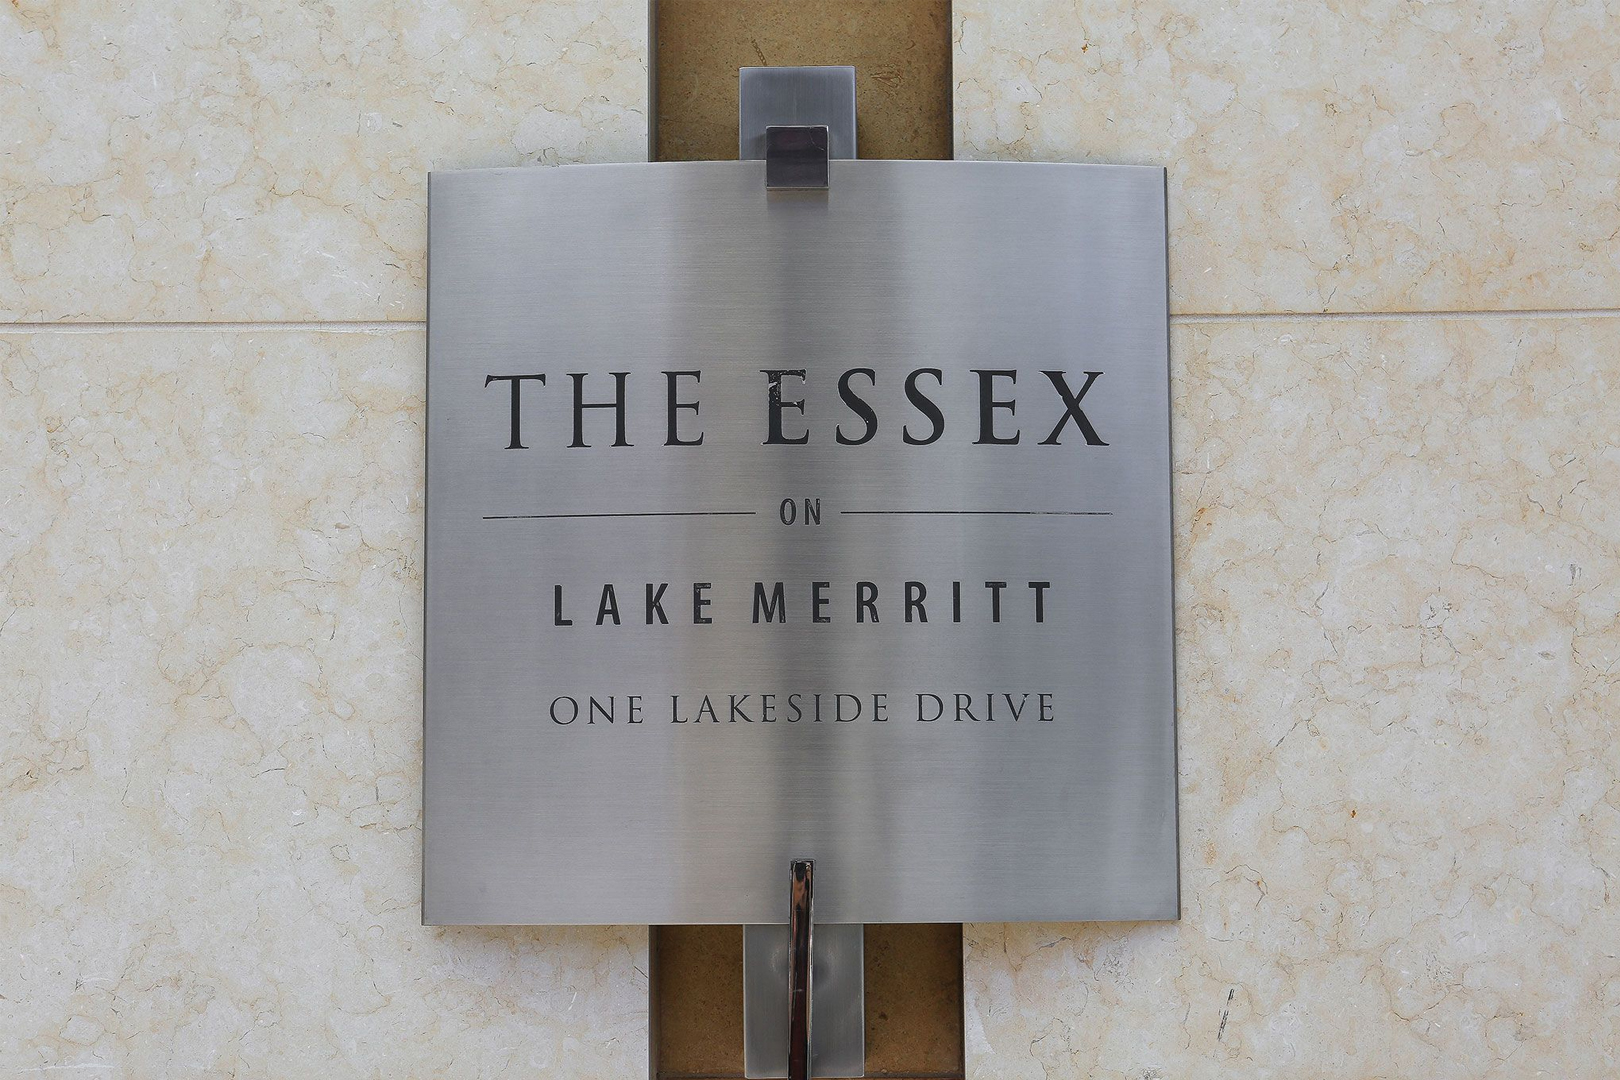 THE ESSEX
ON
LAKE MERRITT
ONE LAKESIDE DRIVE